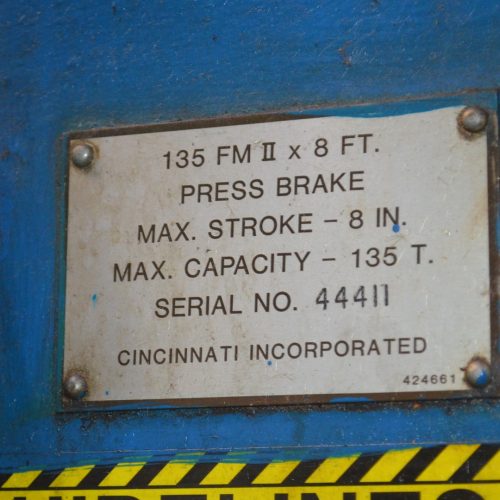 135 FM II x 8 FT.
PRESS BRAKE
MAX. STROKE – 8 IN.
MAX. CAPACITY – 135 T.
SERIAL NO. 44411
CINCINNATI INCORPORATED
424661